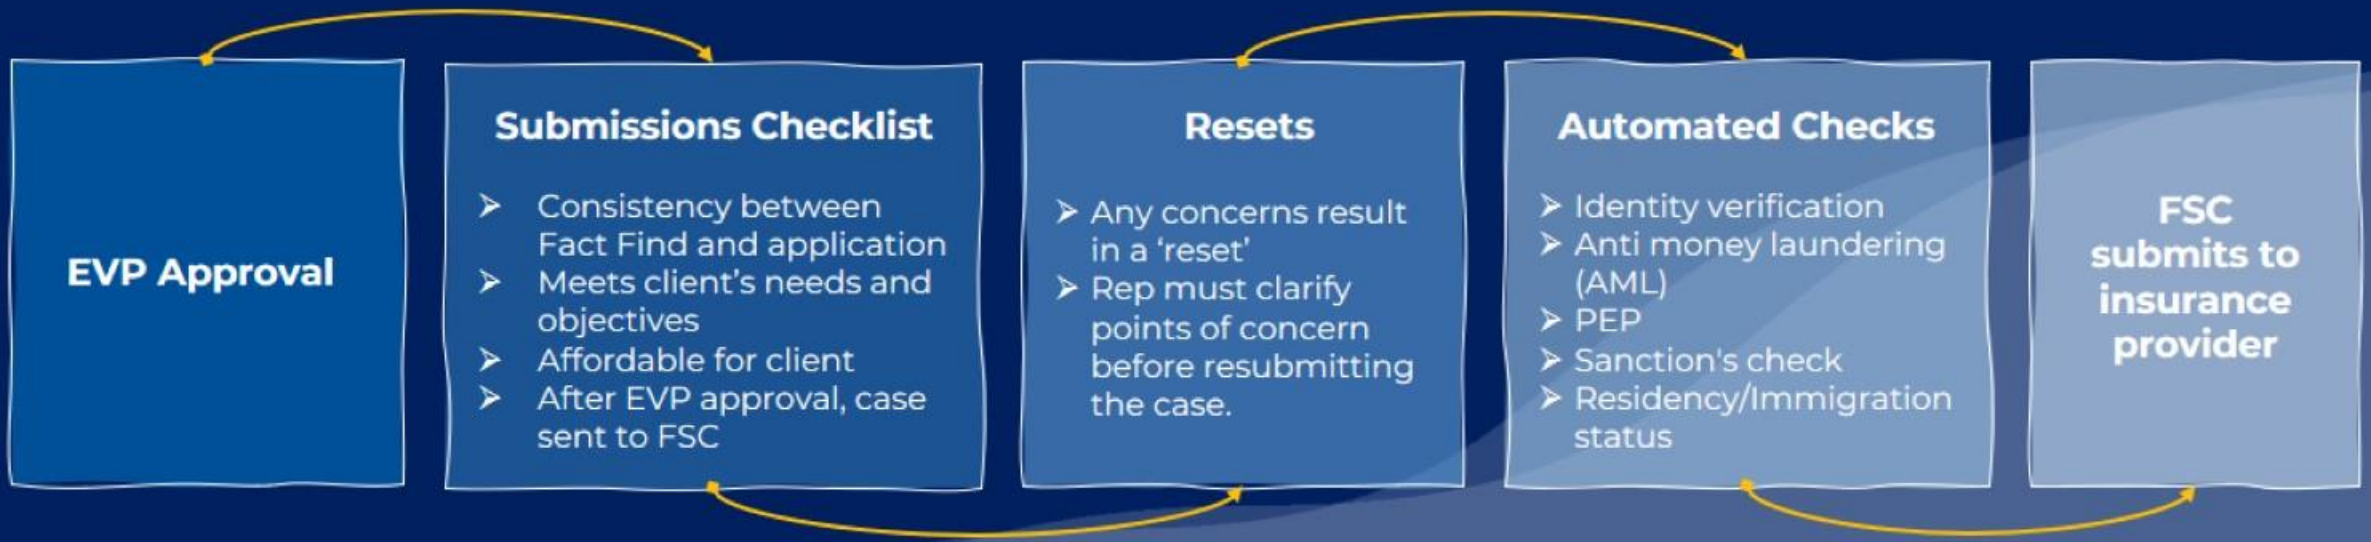 EVP Approval
Submissions Checklist
➤ Consistency between
Fact Find and application
➤ Meets client's needs and
objectives
➤ Affordable for client
➤ After EVP approval, case
sent to FSC
Resets
➤ Any concerns result
in a ‘reset’
➤ Rep must clarify
points of concern
before resubmitting
the case.
Automated Checks
➤ Identity verification
➤ Anti money laundering
(AML)
➤ PEP
➤ Sanction's check
➤ Residency/Immigration
status
FSC
submits to
insurance
provider